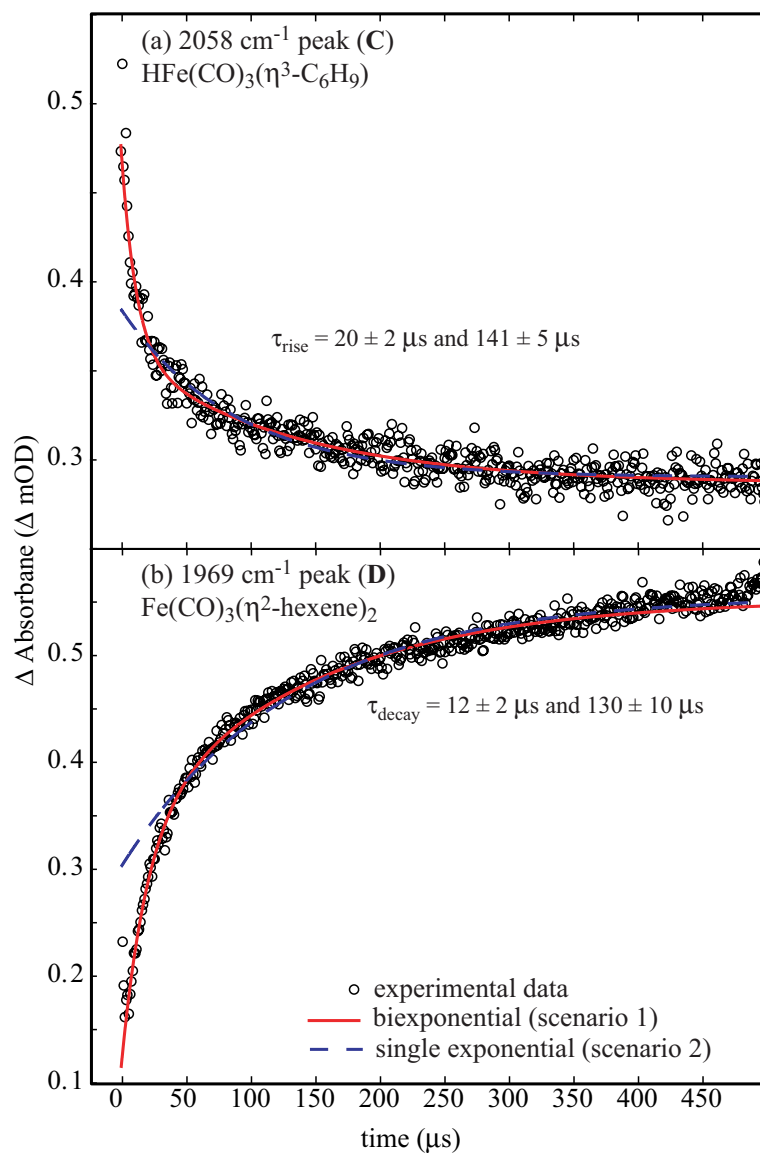 (a) 2058 cm⁻¹ peak (C)
HFe(CO)₃(η³-C₆H₉)
0.5
0.4
τrise = 20 ± 2 μs and 141 ± 5 μs
0.3
Δ Absorbane (Δ mOD)
(b) 1969 cm⁻¹ peak (D)
Fe(CO)₃(η²-hexene)₂
0.5
τdecay = 12 ± 2 μs and 130 ± 10 μs
0.4
0.3
0.2
experimental data
biexponential (scenario 1)
single exponential (scenario 2)
0.1
0 50 100 150 200 250 300 350 400 450
time (μs)